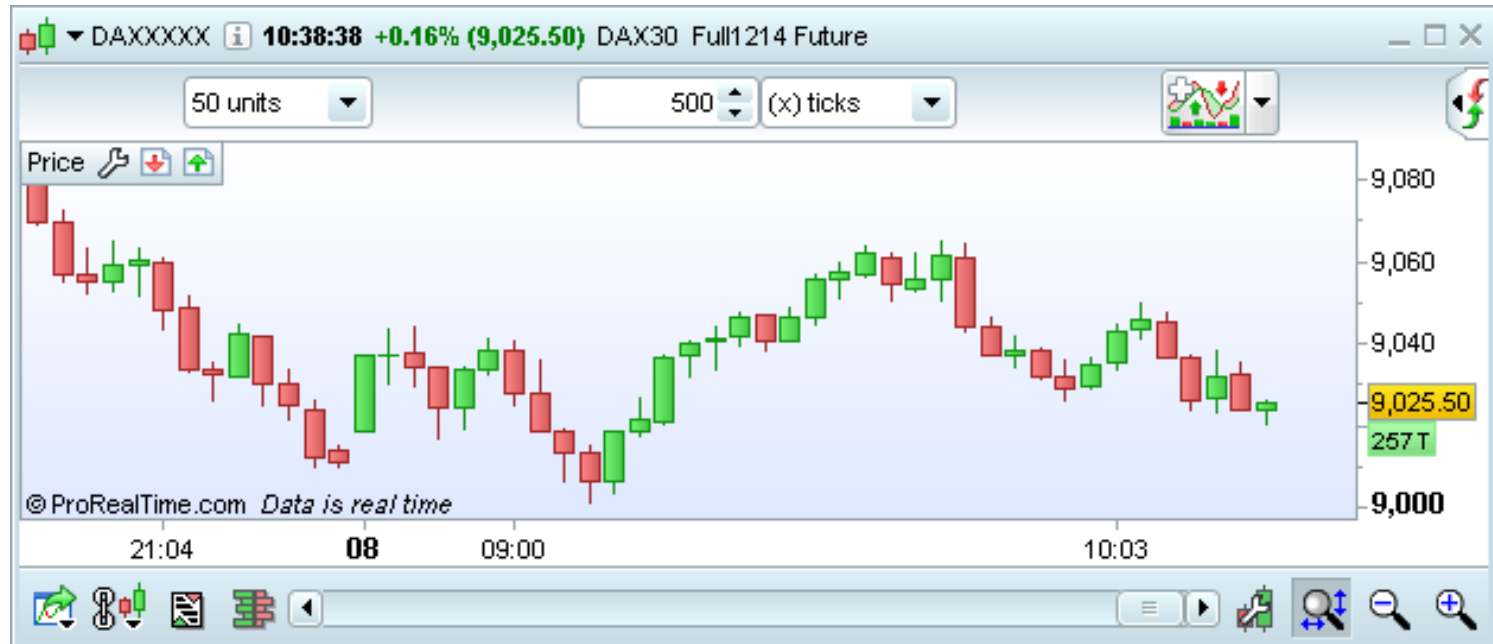 DAXXXXX i 10:38:38 +0.16% (9,025.50) DAX30 Full1214 Future
50 units 500 (x) ticks
Price
9,080
9,060
9,040
9,025.50
257T
9,000
© ProRealTime.com Data is real time
21:04 08 09:00 10:03